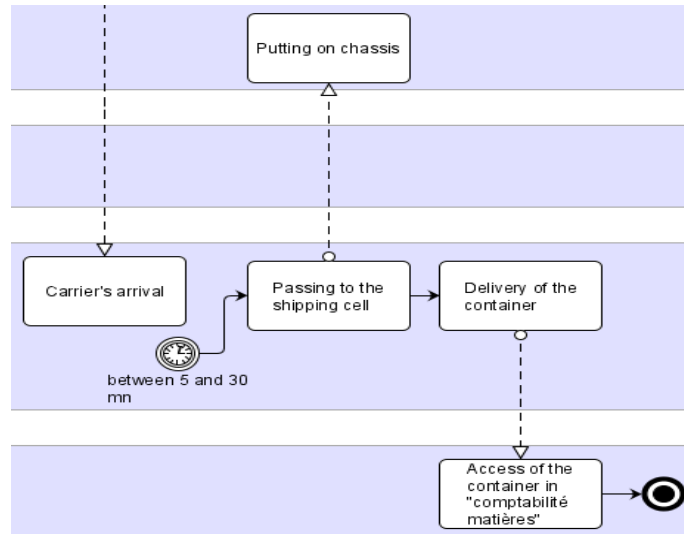 Putting on chassis
Carrier's arrival
Passing to the
shipping cell
Delivery of the
container
between 5 and 30
mn
Access of the
container in
"comptabilité
matières"